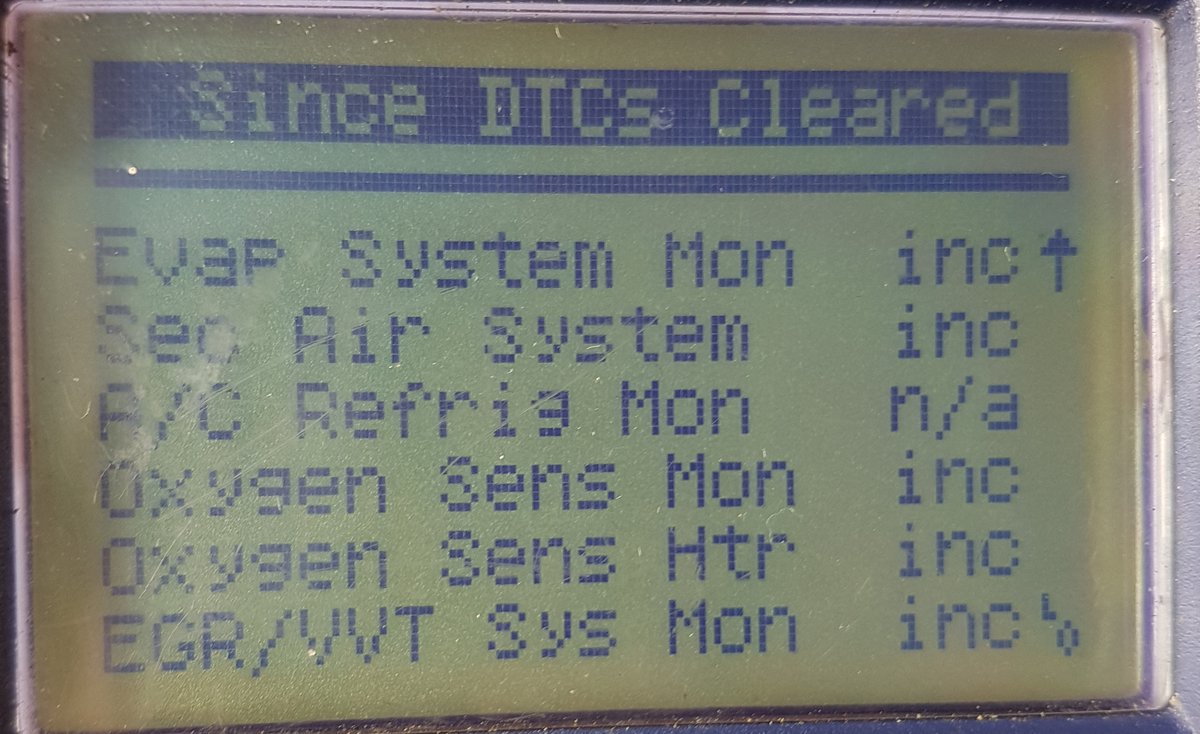 Since DTCs Cleared
Evap System Mon inc
Sec Air System inc
A/C Refrig Mon n/a
Oxygen Sens Mon inc
Oxygen Sens Htr inc
EGR/VVT Sys Mon inc